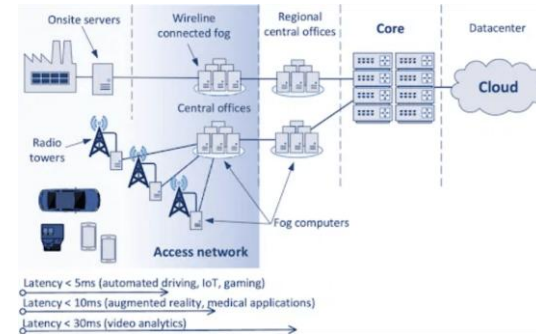 Onsite servers
Wireline
connected fog
Regional
central offices
Core
Datacenter
Cloud
Central offices
Radio
towers
Fog computers
Access network
Latency < 5ms (automated driving, IoT, gaming)
Latency < 10ms (augmented reality, medical applications)
Latency < 30ms (video analytics)